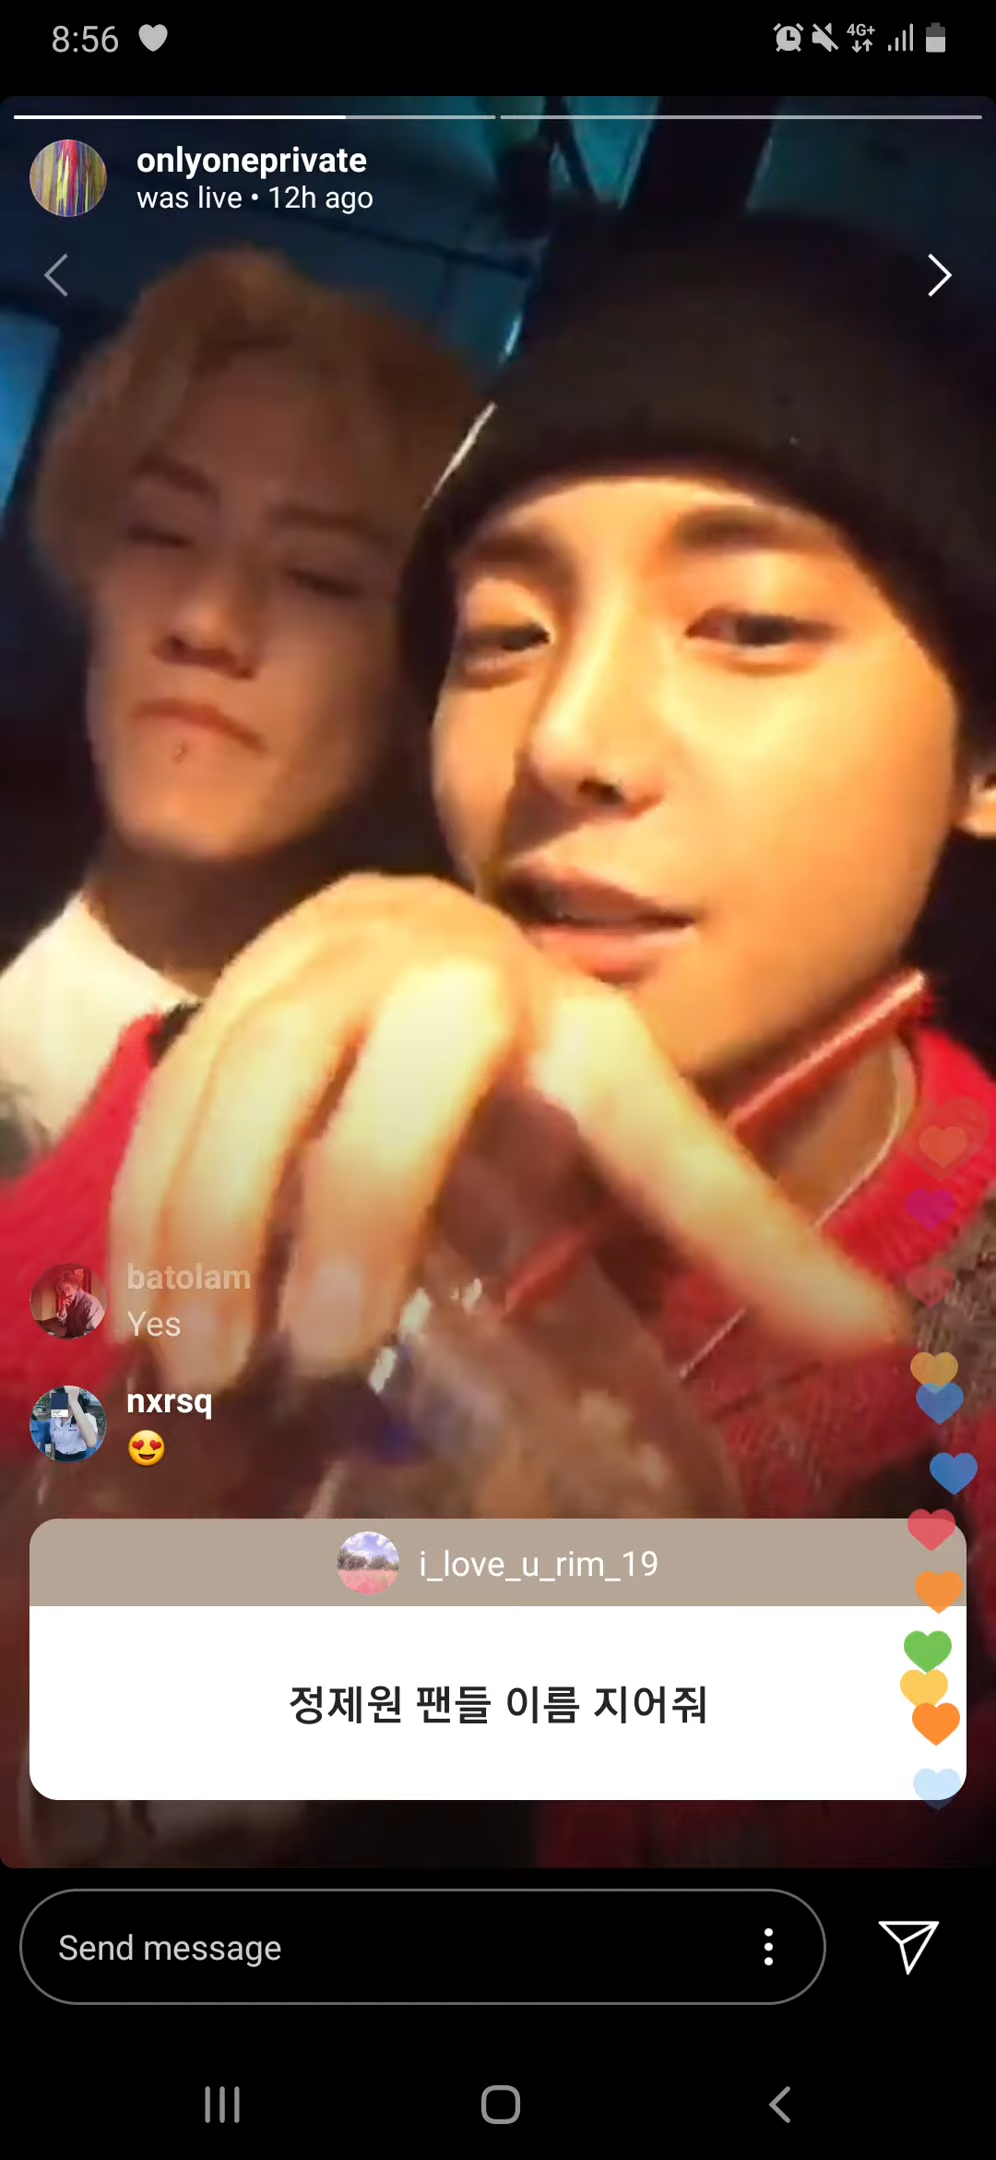 8:56
4G+
onlyoneprivate
was live • 12h ago
batolam
Yes
nxrsq
😍
i_love_u_rim_19
정제원 팬들 이름 지어줘
Send message